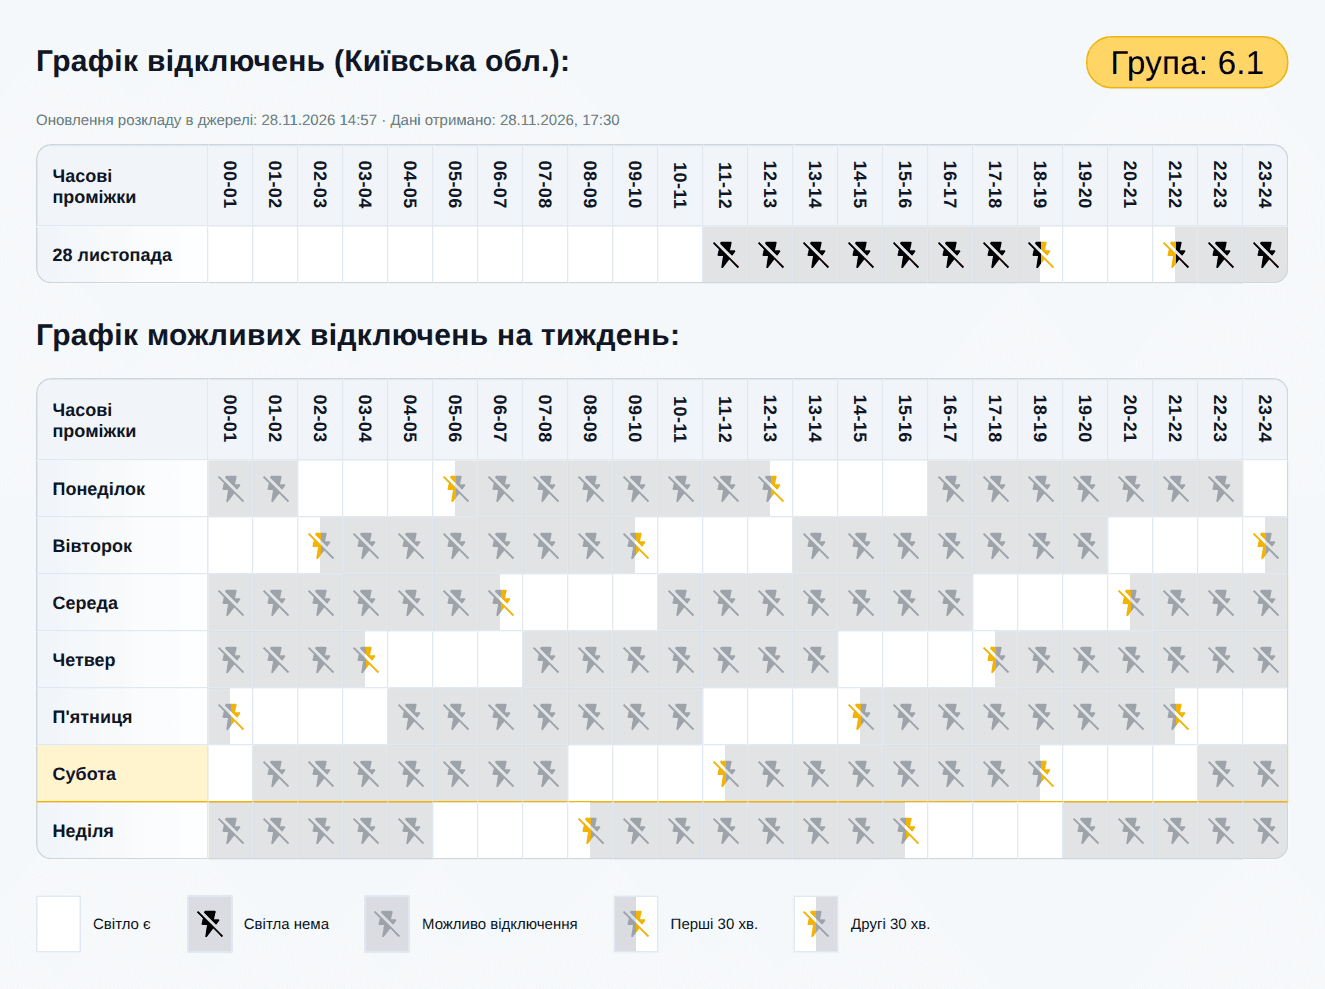 Графік відключень (Київська обл.):
Група: 6.1
Оновлення розкладу в джерелі: 28.11.2026 14:57 · Дані отримано: 28.11.2026, 17:30
Часові проміжки 00-01 01-02 02-03 03-04 04-05 05-06 06-07 07-08 08-09 09-10 10-11 11-12 12-13 13-14 14-15 15-16 16-17 17-18 18-19 19-20 20-21 21-22 22-23 23-24
28 листопада
Графік можливих відключень на тиждень:
Часові проміжки 00-01 01-02 02-03 03-04 04-05 05-06 06-07 07-08 08-09 09-10 10-11 11-12 12-13 13-14 14-15 15-16 16-17 17-18 18-19 19-20 20-21 21-22 22-23 23-24
Понеділок
Вівторок
Середа
Четвер
П'ятниця
Субота
Неділя
Світло є Світла нема Можливо відключення Перші 30 хв. Другі 30 хв.